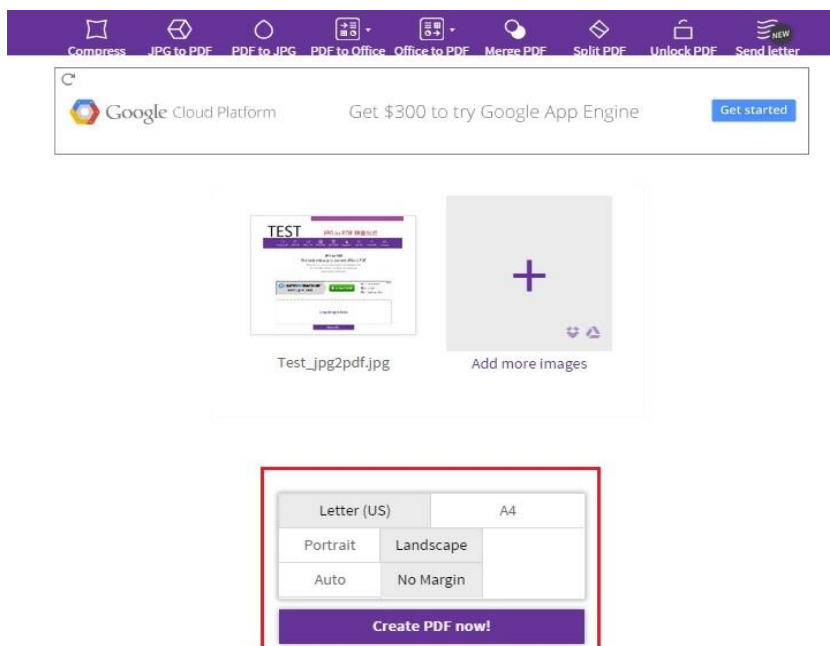 Compress JPG to PDF PDF to JPG PDF to Office Office to PDF Merge PDF Split PDF Unlock PDF Send letter
NEW
Google Cloud Platform Get $300 to try Google App Engine Get started
TEST
Test_jpg2pdf.jpg Add more images
Letter (US) A4
Portrait Landscape
Auto No Margin
Create PDF now!